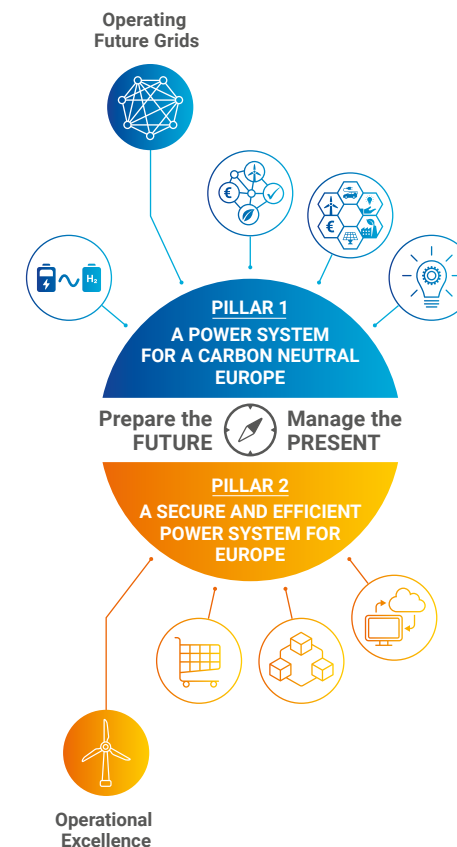 Operating
Future Grids
€
€
H₂
PILLAR 1
A POWER SYSTEM
FOR A CARBON NEUTRAL
EUROPE
Prepare the
FUTURE
Manage the
PRESENT
PILLAR 2
A SECURE AND EFFICIENT
POWER SYSTEM FOR
EUROPE
Operational
Excellence